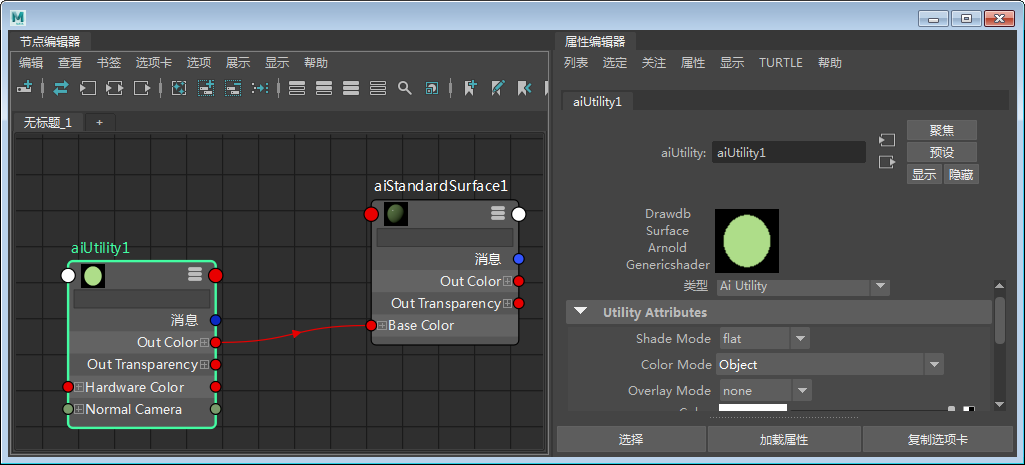 节点编辑器
编辑 查看 书签 选项卡 选项 展示 显示 帮助
无标题_1 +
aiUtility1
消息
Out Color
Out Transparency
Hardware Color
Normal Camera
aiStandardSurface1
消息
Out Color
Out Transparency
Base Color
属性编辑器
列表 选定 关注 属性 显示 TURTLE 帮助
aiUtility1
aiUtility: aiUtility1
聚焦
预设
显示 隐藏
Drawdb
Surface
Arnold
Genericshader
类型 Ai Utility
Utility Attributes
Shade Mode flat
Color Mode Object
Overlay Mode none
选择 加载属性 复制选项卡